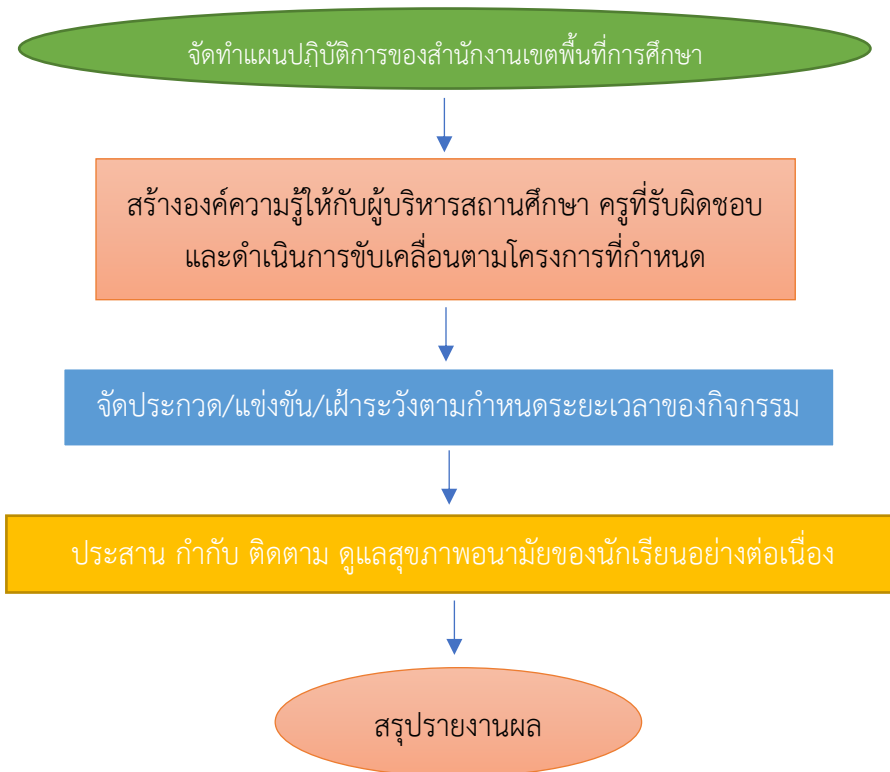 จัดทำแผนปฏิบัติการของสำนักงานเขตพื้นที่การศึกษา
สร้างองค์ความรู้ให้กับผู้บริหารสถานศึกษา ครูที่รับผิดชอบ
และดำเนินการขับเคลื่อนตามโครงการที่กำหนด
จัดประกวด/แข่งขัน/เฝ้าระวังตามกำหนดระยะเวลาของกิจกรรม
ประสาน กำกับ ติดตาม ดูแลสุขภาพอนามัยของนักเรียนอย่างต่อเนื่อง
สรุปรายงานผล